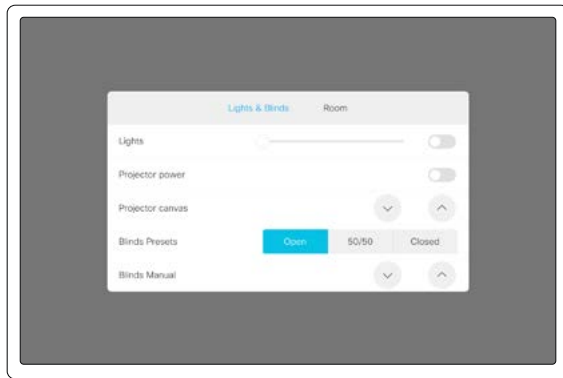 Lights & Blinds Room
Lights
Projector power
Projector canvas
Blinds Presets Open 50/50 Closed
Blinds Manual